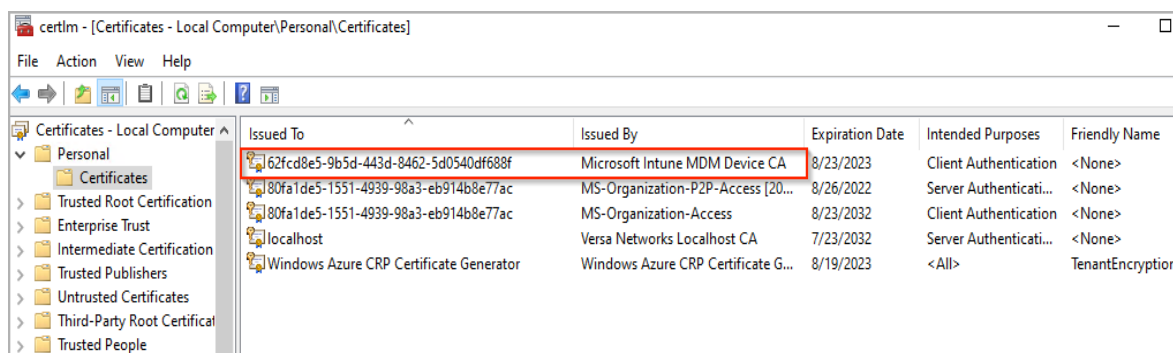 certlm - [Certificates - Local Computer\Personal\Certificates]
File Action View Help
Certificates - Local Computer
Personal
Certificates
Trusted Root Certification
Enterprise Trust
Intermediate Certification
Trusted Publishers
Untrusted Certificates
Third-Party Root Certificat
Trusted People
Issued To Issued By Expiration Date Intended Purposes Friendly Name
62fcd8e5-9b5d-443d-8462-5d0540df688f Microsoft Intune MDM Device CA 8/23/2023 Client Authentication <None>
80fa1de5-1551-4939-98a3-eb914b8e77ac MS-Organization-P2P-Access [20... 8/26/2022 Server Authenticati... <None>
80fa1de5-1551-4939-98a3-eb914b8e77ac MS-Organization-Access 8/23/2032 Client Authentication <None>
localhost Versa Networks Localhost CA 7/23/2032 Server Authenticati... <None>
Windows Azure CRP Certificate Generator Windows Azure CRP Certificate G... 8/19/2023 <All> TenantEncryption